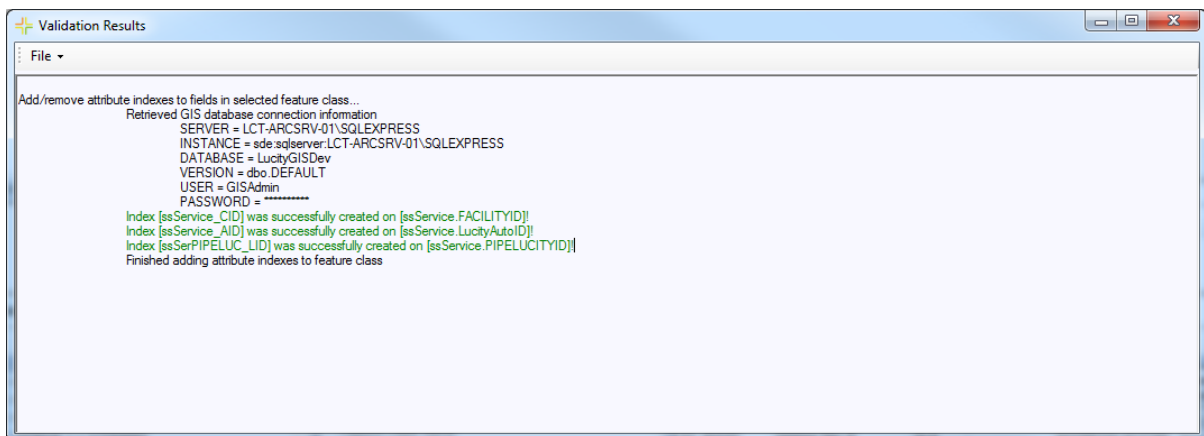 Validation Results
File
Add/remove attribute indexes to fields in selected feature class...
Retrieved GIS database connection information
SERVER = LCT-ARCSRV-01\SQLEXPRESS
INSTANCE = sde:sqlserver:LCT-ARCSRV-01\SQLEXPRESS
DATABASE = LucityGISDev
VERSION = dbo.DEFAULT
USER = GISAdmin
PASSWORD = **********
Index [ssService_CID] was successfully created on [ssService.FACILITYID]!
Index [ssService_AID] was successfully created on [ssService.LucityAutoID]!
Index [ssSerPIPELUC_LID] was successfully created on [ssService.PIPELUCITYID]!
Finished adding attribute indexes to feature class